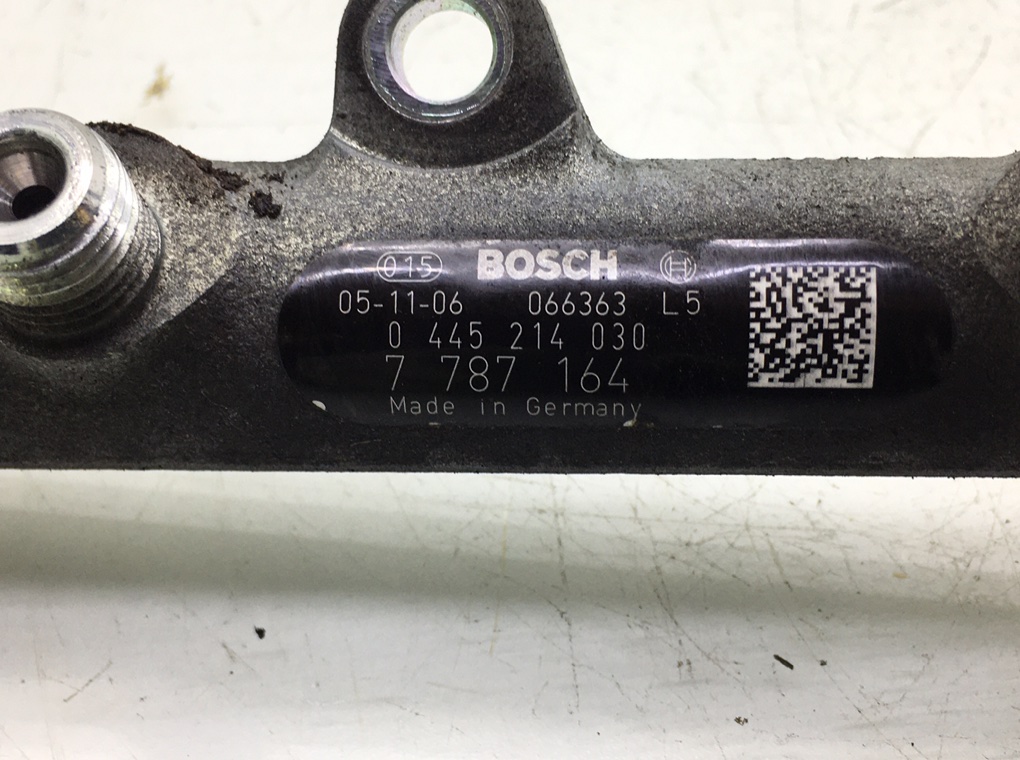 015 BOSCH H
05-11-06 066363 L5
0 445 214 030
7 787 164
Made in Germany